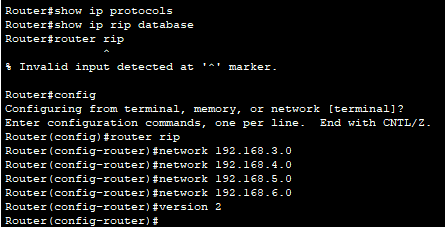 Router#show ip protocols
Router#show ip rip database
Router#router rip
^
% Invalid input detected at '^' marker.
Router#config
Configuring from terminal, memory, or network [terminal]?
Enter configuration commands, one per line.  End with CNTL/Z.
Router(config)#router rip
Router(config-router)#network 192.168.3.0
Router(config-router)#network 192.168.4.0
Router(config-router)#network 192.168.5.0
Router(config-router)#network 192.168.6.0
Router(config-router)#version 2
Router(config-router)#